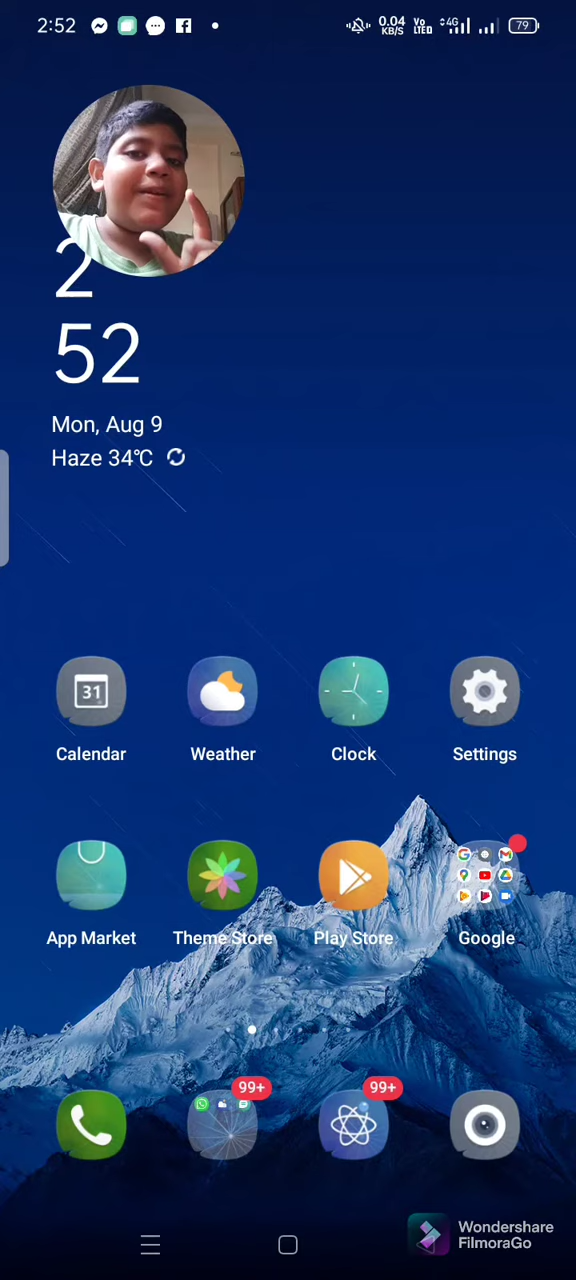 2:52
0.04
KB/S
Vo
LTED
4G
79
2
52
Mon, Aug 9
Haze 34℃
31
Calendar
Weather
Clock
Settings
App Market
Theme Store
Play Store
Google
99+
99+
Wondershare
FilmoraGo